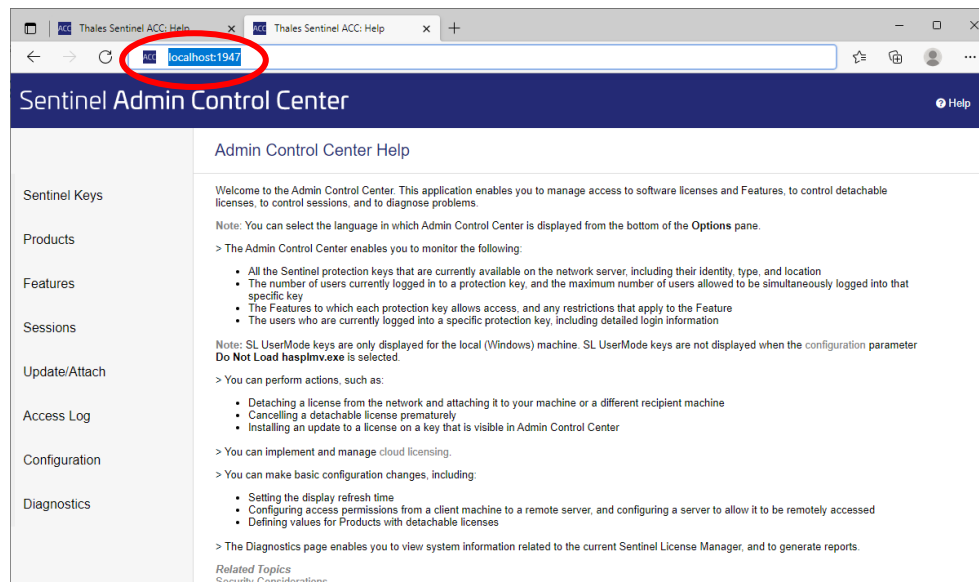 Thales Sentinel ACC: Help
Thales Sentinel ACC: Help
localhost:1947
Sentinel Admin Control Center
Help
Admin Control Center Help
Sentinel Keys
Products
Features
Sessions
Update/Attach
Access Log
Configuration
Diagnostics
Welcome to the Admin Control Center. This application enables you to manage access to software licenses and Features, to control detachable
licenses, to control sessions, and to diagnose problems.
Note: You can select the language in which Admin Control Center is displayed from the bottom of the Options pane.
> The Admin Control Center enables you to monitor the following:
• All the Sentinel protection keys that are currently available on the network server, including their identity, type, and location
• The number of users currently logged in to a protection key, and the maximum number of users allowed to be simultaneously logged into that
specific key
• The Features to which each protection key allows access, and any restrictions that apply to the Feature
• The users who are currently logged into a specific protection key, including detailed login information
Note: SL UserMode keys are only displayed for the local (Windows) machine. SL UserMode keys are not displayed when the configuration parameter
Do Not Load hasplmv.exe is selected.
> You can perform actions, such as:
• Detaching a license from the network and attaching it to your machine or a different recipient machine
• Cancelling a detachable license prematurely
• Installing an update to a license on a key that is visible in Admin Control Center
> You can implement and manage cloud licensing.
> You can make basic configuration changes, including:
• Setting the display refresh time
• Configuring access permissions from a client machine to a remote server, and configuring a server to allow it to be remotely accessed
• Defining values for Products with detachable licenses
> The Diagnostics page enables you to view system information related to the current Sentinel License Manager, and to generate reports.
Related Topics
Security Considerations